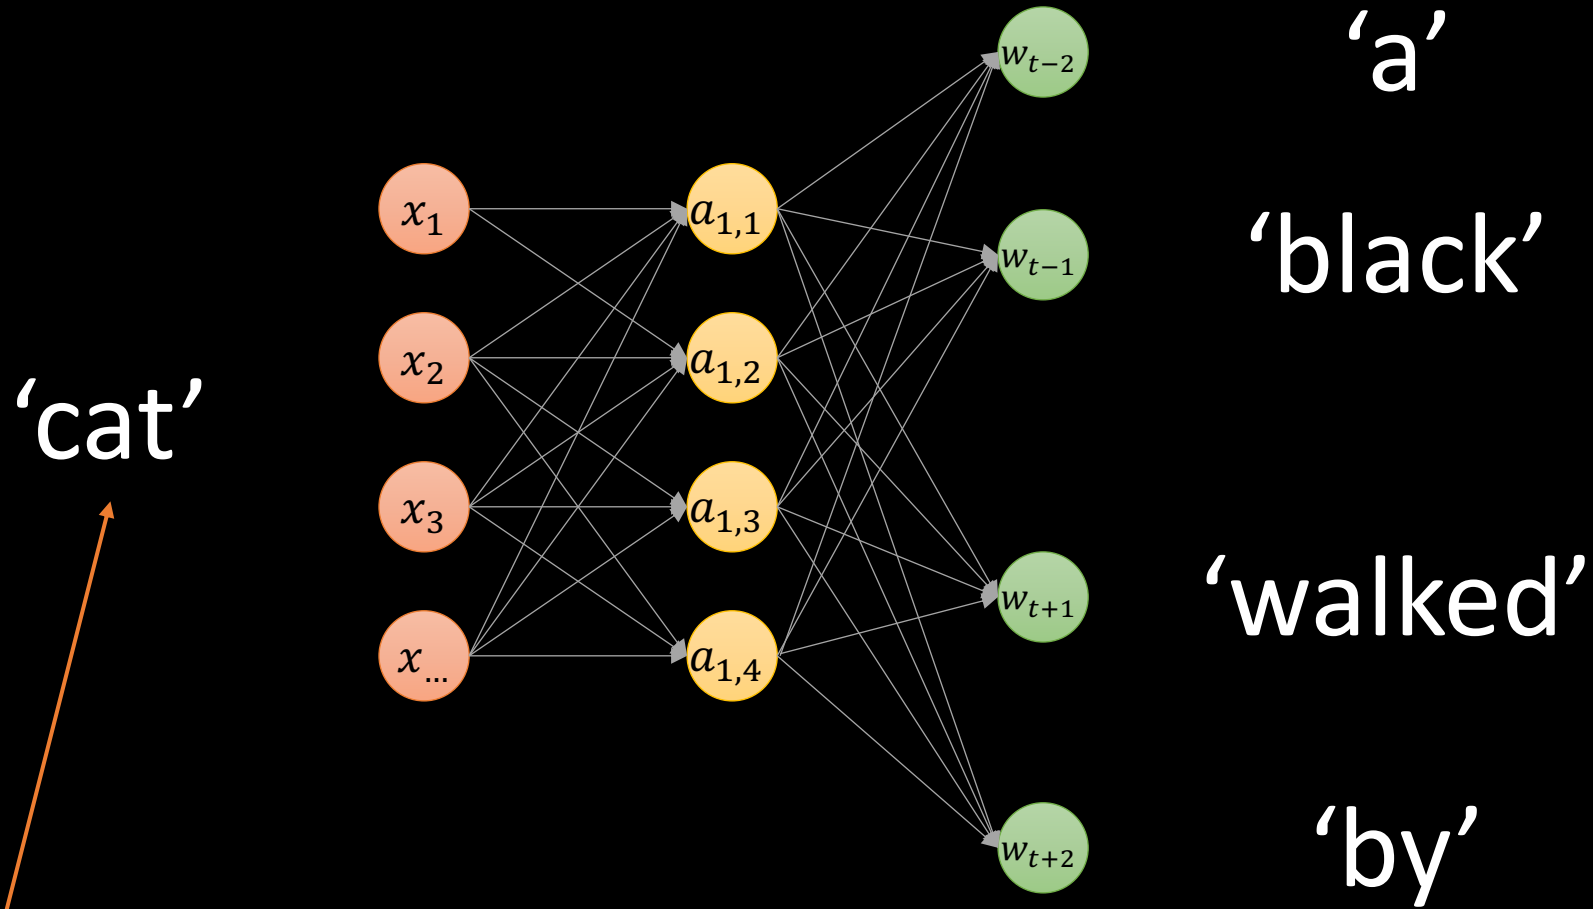 ‘cat’
x₁
x₂
x₃
x...
a₁,₁
a₁,₂
a₁,₃
a₁,₄
wₜ₋₂
wₜ₋₁
wₜ₊₁
wₜ₊₂
‘a’
‘black’
‘walked’
‘by’